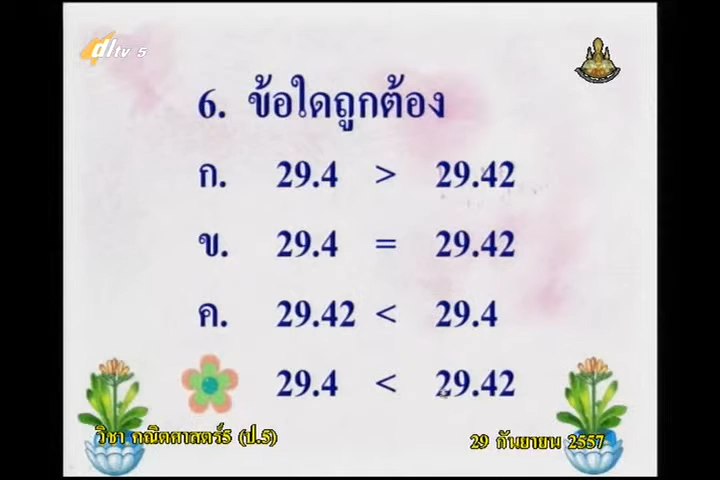 dltv 5
6. ข้อใดถูกต้อง
ก. 29.4 > 29.42
ข. 29.4 = 29.42
ค. 29.42 < 29.4
29.4 < 29.42
วิชา คณิตศาสตร์5 (ป.5)
29 กันยายน 2557